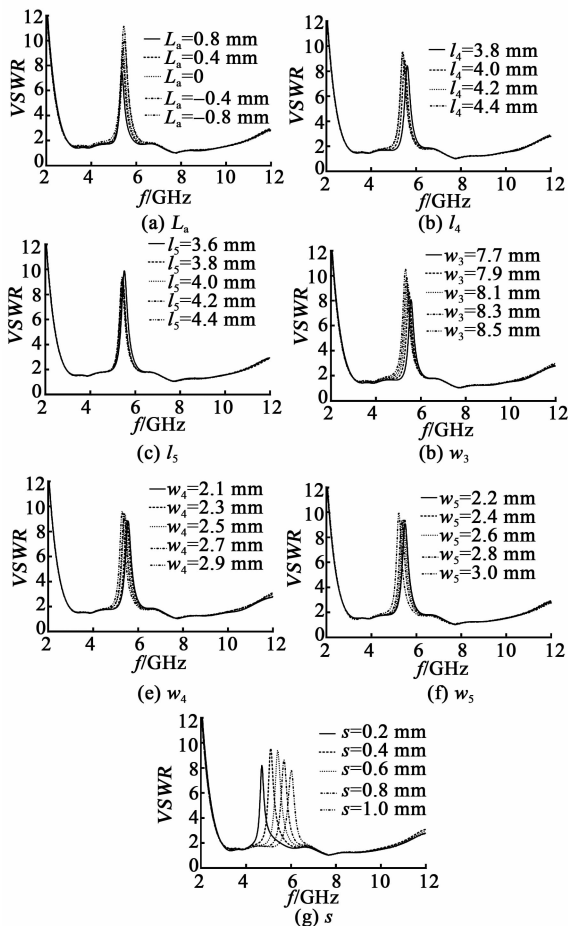 12
10
8
6
4
2
0
VSWR
Lₐ=0.8 mm
Lₐ=0.4 mm
Lₐ=0
Lₐ=−0.4 mm
Lₐ=−0.8 mm
2 4 6 8 10 12
f/GHz
(a) Lₐ
12
10
8
6
4
2
0
VSWR
l₄=3.8 mm
l₄=4.0 mm
l₄=4.2 mm
l₄=4.4 mm
2 4 6 8 10 12
f/GHz
(b) l₄
12
10
8
6
4
2
0
VSWR
l₅=3.6 mm
l₅=3.8 mm
l₅=4.0 mm
l₅=4.2 mm
l₅=4.4 mm
2 4 6 8 10 12
f/GHz
(c) l₅
12
10
8
6
4
2
0
VSWR
w₃=7.7 mm
w₃=7.9 mm
w₃=8.1 mm
w₃=8.3 mm
w₃=8.5 mm
2 4 6 8 10 12
f/GHz
(b) w₃
12
10
8
6
4
2
0
VSWR
w₄=2.1 mm
w₄=2.3 mm
w₄=2.5 mm
w₄=2.7 mm
w₄=2.9 mm
2 4 6 8 10 12
f/GHz
(e) w₄
12
10
8
6
4
2
0
VSWR
w₅=2.2 mm
w₅=2.4 mm
w₅=2.6 mm
w₅=2.8 mm
w₅=3.0 mm
2 4 6 8 10 12
f/GHz
(f) w₅
12
10
8
6
4
2
0
VSWR
s=0.2 mm
s=0.4 mm
s=0.6 mm
s=0.8 mm
s=1.0 mm
2 4 6 8 10 12
f/GHz
(g) s